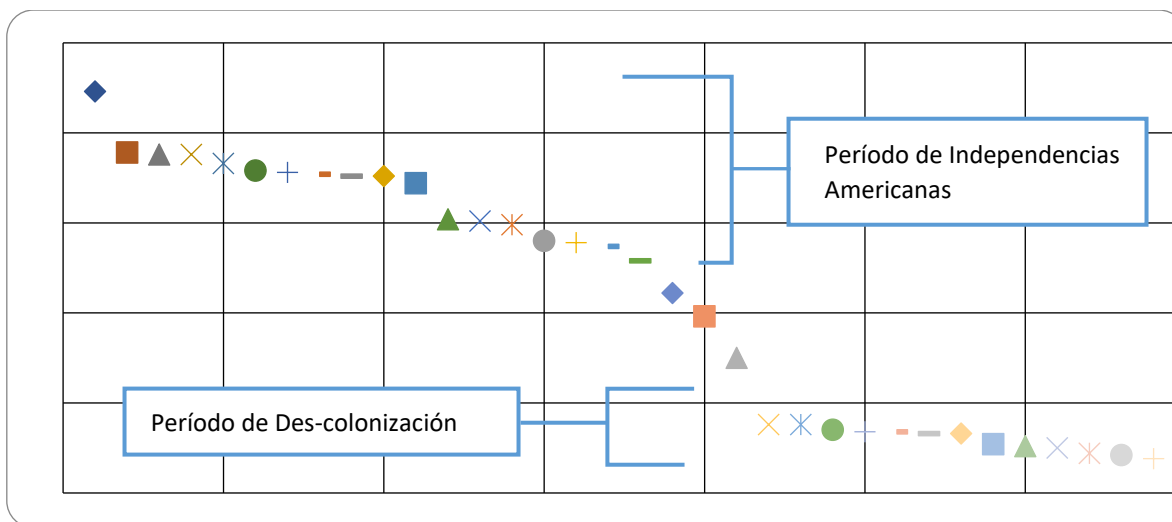 Período de Independencias
Americanas
Período de Des-colonización